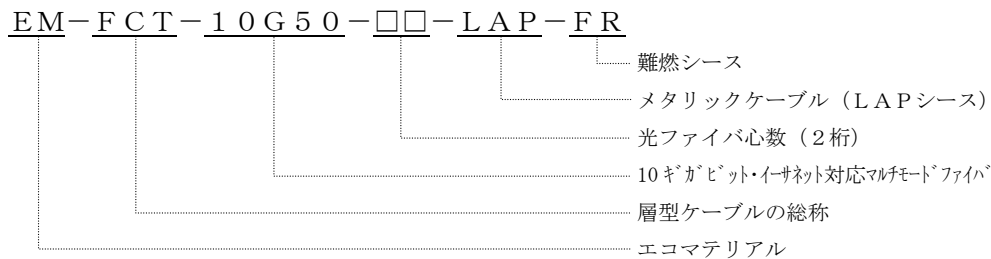 ＥＭ－ＦＣＴ－１０Ｇ５０－□□－ＬＡＰ－ＦＲ
難燃シース
メタリックケーブル（ＬＡＰシース）
光ファイバ心数（２桁）
10ｷﾞｶﾞﾋﾞｯﾄ･ｲｰｻﾈｯﾄ対応ﾏﾙﾁﾓｰﾄﾞﾌｧｲﾊﾞ
層型ケーブルの総称
エコマテリアル